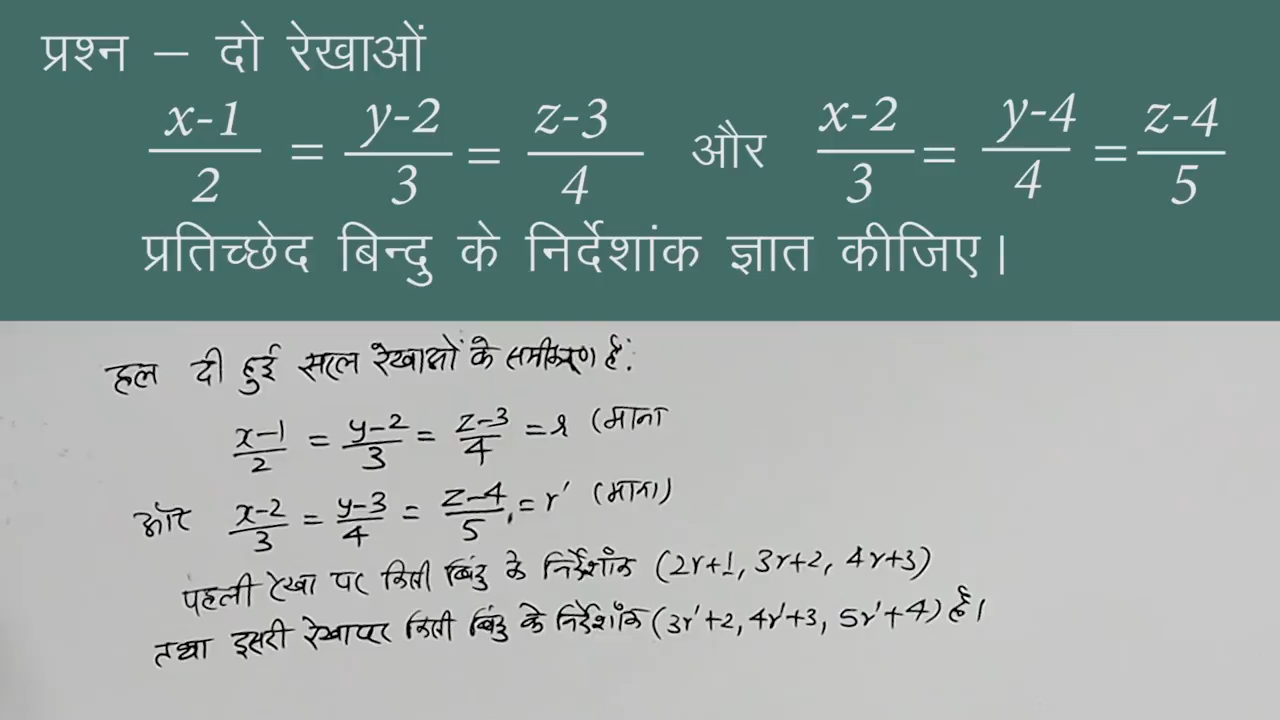 प्रश्न – दो रेखाओं
x-1/2 = y-2/3 = z-3/4 और x-2/3 = y-4/4 = z-4/5
प्रतिच्छेद बिन्दु के निर्देशांक ज्ञात कीजिए।
हल दी हुई सरल रेखाओं के समीकरण हैं:
x-1/2 = y-2/3 = z-3/4 = r (माना
और x-2/3 = y-3/4 = z-4/5 = r' (माना)
पहली रेखा पर किसी बिंदु के निर्देशाँक (2r+1, 3r+2, 4r+3)
तथा दूसरी रेखा पर किसी बिंदु के निर्देशाँक (3r'+2, 4r'+3, 5r'+4) है।